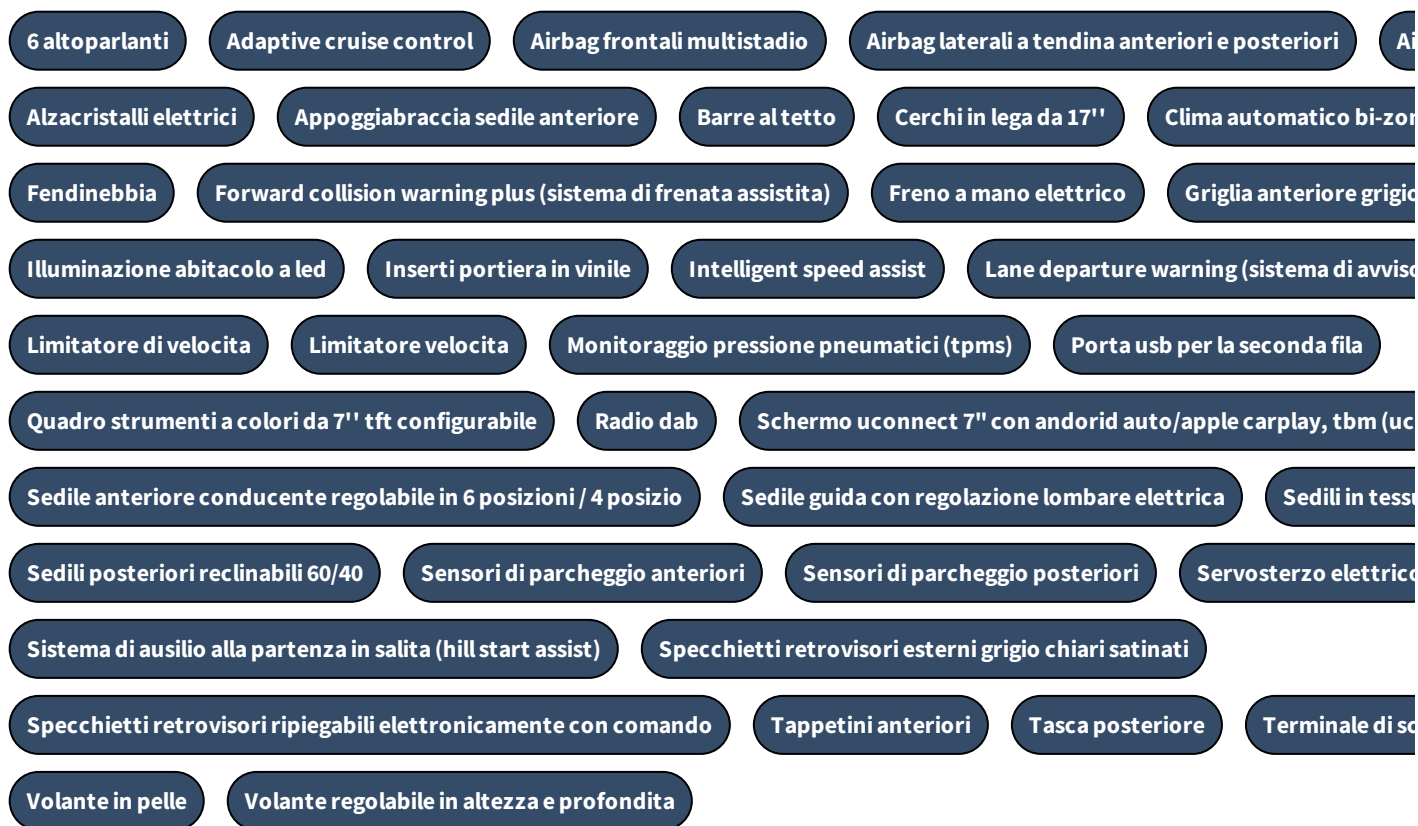 6 altoparlanti Adaptive cruise control Airbag frontali multistadio Airbag laterali a tendina anteriori e posteriori
Alzacristalli elettrici Appoggiabraccia sedile anteriore Barre al tetto Cerchi in lega da 17'' Clima automatico
Fendinebbia Forward collision warning plus (sistema di frenata assistita) Freno a mano elettrico Griglia anteriore
Illuminazione abitacolo a led Inserti portiera in vinile Intelligent speed assist Lane departure warning (sistema di
Limitatore di velocita Limitatore velocita Monitoraggio pressione pneumatici (tpms) Porta usb per la seconda fila
Quadro strumenti a colori da 7'' tft configurabile Radio dab Schermo uconnect 7" con andorid auto/apple carplay, tbm
Sedile anteriore conducente regolabile in 6 posizioni / 4 posizio Sedile guida con regolazione lombare elettrica Sedili in
Sedili posteriori reclinabili 60/40 Sensori di parcheggio anteriori Sensori di parcheggio posteriori Servosterzo
Sistema di ausilio alla partenza in salita (hill start assist) Specchietti retrovisori esterni grigio chiari satinati
Specchietti retrovisori ripiegabili elettronicamente con comando Tappetini anteriori Tasca posteriore Terminale di
Volante in pelle Volante regolabile in altezza e profondita